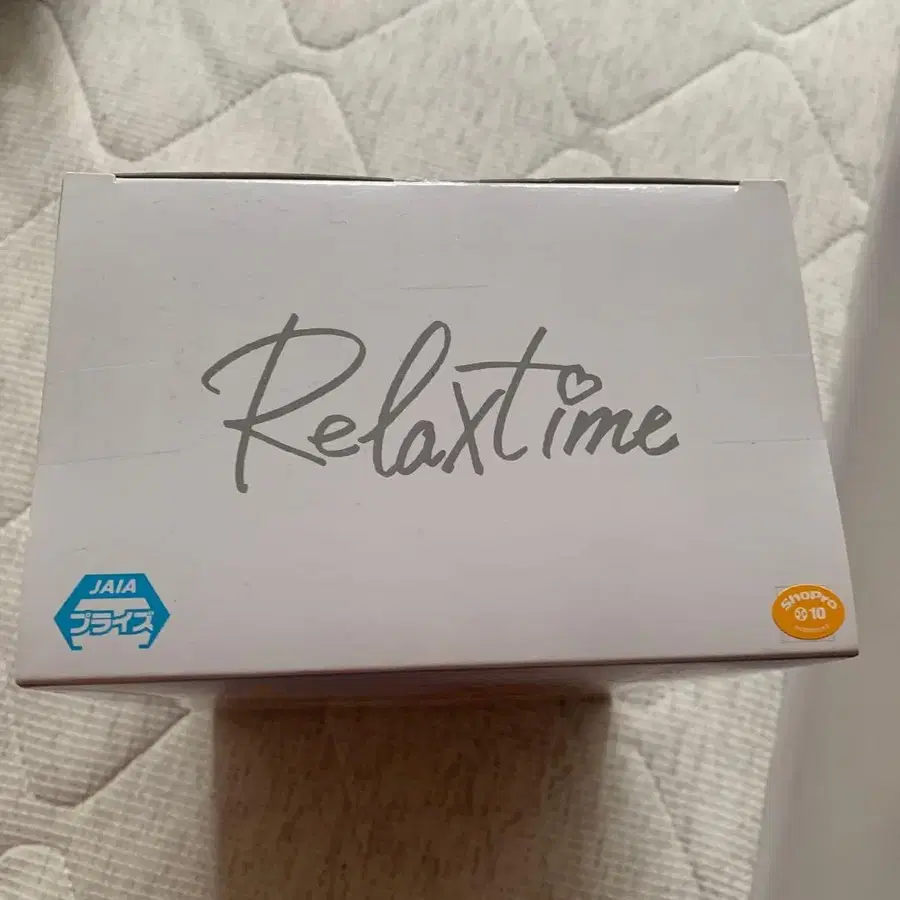 Relaxtime
JAIA
プライズ
ShoPro
10